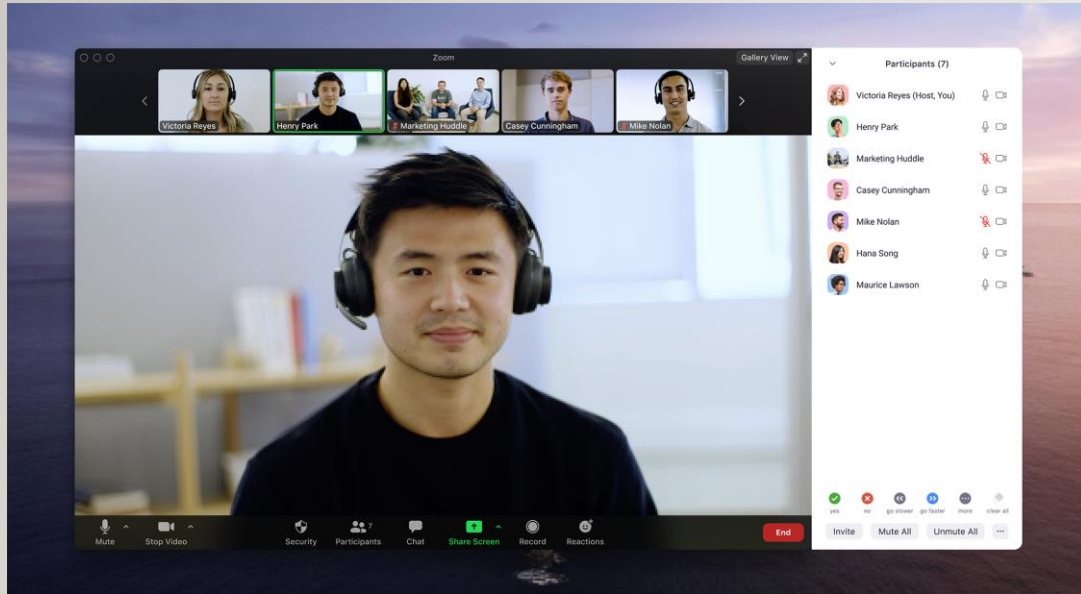 Zoom
Gallery View
Victoria Reyes
Henry Park
Marketing Huddle
Casey Cunningham
Mike Nolan
Participants (7)
Victoria Reyes (Host, You)
Henry Park
Marketing Huddle
Casey Cunningham
Mike Nolan
Hana Song
Maurice Lawson
yes no go slower go faster more clear all
Invite Mute All Unmute All
Mute Stop Video Security Participants 7 Chat Share Screen Record Reactions End